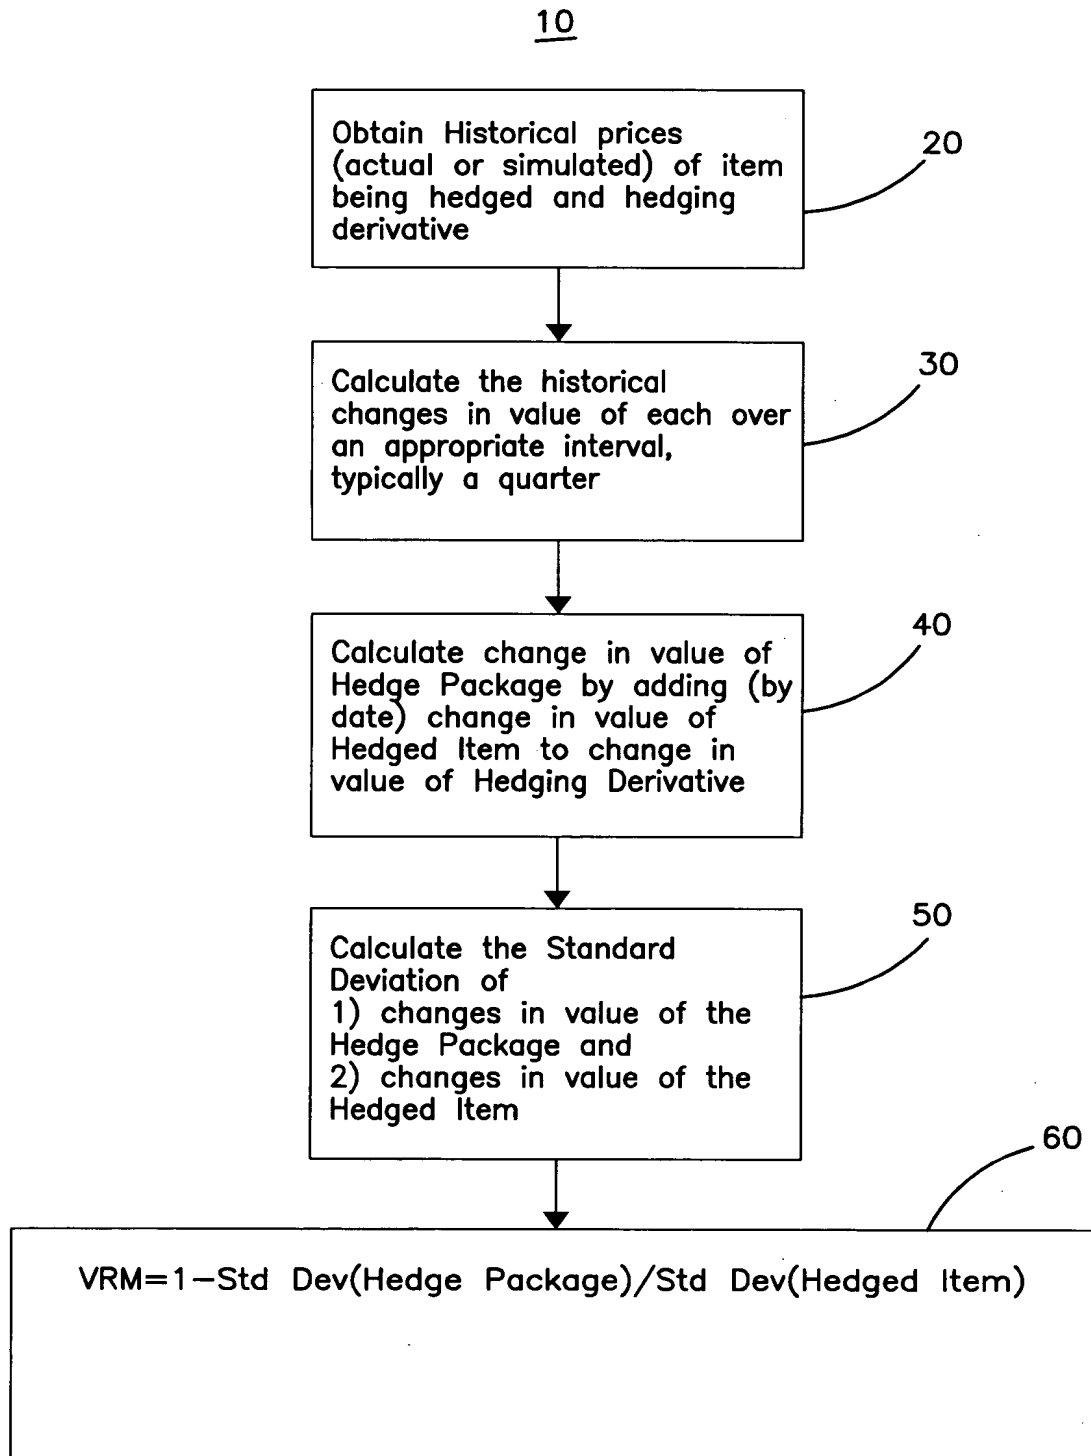 10
Obtain Historical prices
(actual or simulated) of item
being hedged and hedging
derivative
20
Calculate the historical
changes in value of each over
an appropriate interval,
typically a quarter
30
Calculate change in value of
Hedge Package by adding (by
date) change in value of
Hedged Item to change in
value of Hedging Derivative
40
Calculate the Standard
Deviation of
1) changes in value of the
Hedge Package and
2) changes in value of the
Hedged Item
50
60
VRM=1-Std Dev(Hedge Package)/Std Dev(Hedged Item)